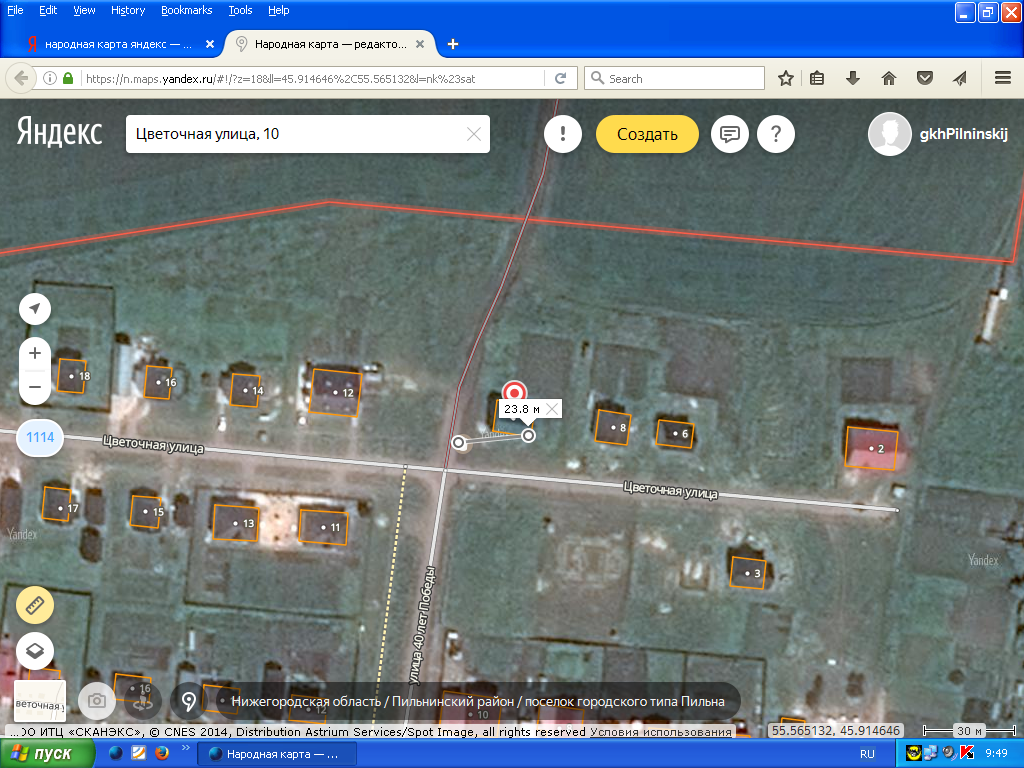 File Edit View History Bookmarks Tools Help
народная карта яндекс — ...
Народная карта — редакто...
https://n.maps.yandex.ru/#!/?z=18&ll=45.914646%2C55.565132&l=nk%23sat
Search
Яндекс
Цветочная улица, 10
!
Создать
?
gkhPilninskij
18
16
14
12
23.8 м
8
6
2
+
−
1114
Цветочная улица
Цветочная улица
17
15
13
11
3
Yandex
Yandex
улица 40 лет Победы
16
12
10
Нижегородская область / Пильнинский район / поселок городского типа Пильна
...ОО ИТЦ «СКАНЭКС», © CNES 2014, Distribution Astrium Services/Spot Image, all rights reserved Условия использования
55.565132, 45.914646
30 м
пуск
Народная карта — ...
RU
9:49